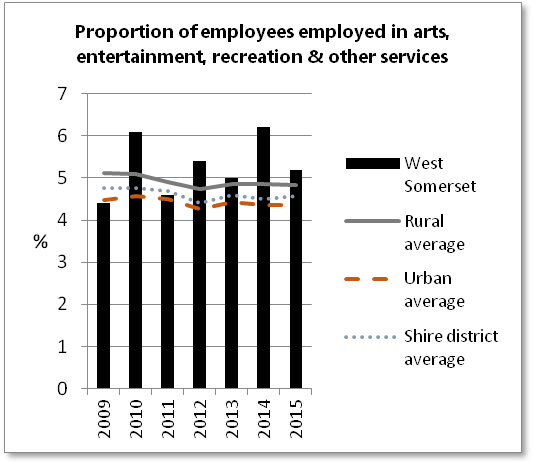 Proportion of employees employed in arts,
entertainment, recreation & other services
7
6
5
4
3
2
1
0
%
2009
2010
2011
2012
2013
2014
2015
West
Somerset
Rural
average
Urban
average
Shire district
average